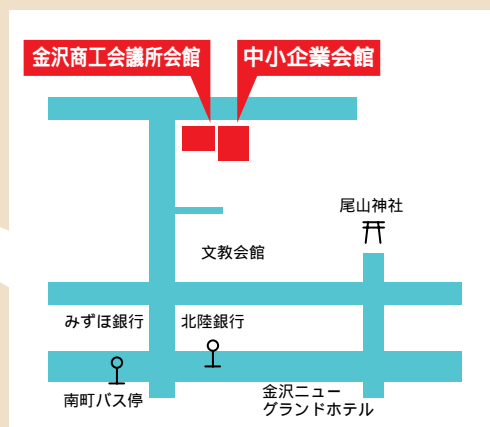 金沢商工会議所会館
中小企業会館
尾山神社
文教会館
みずほ銀行
北陸銀行
南町バス停
金沢ニュー
グランドホテル